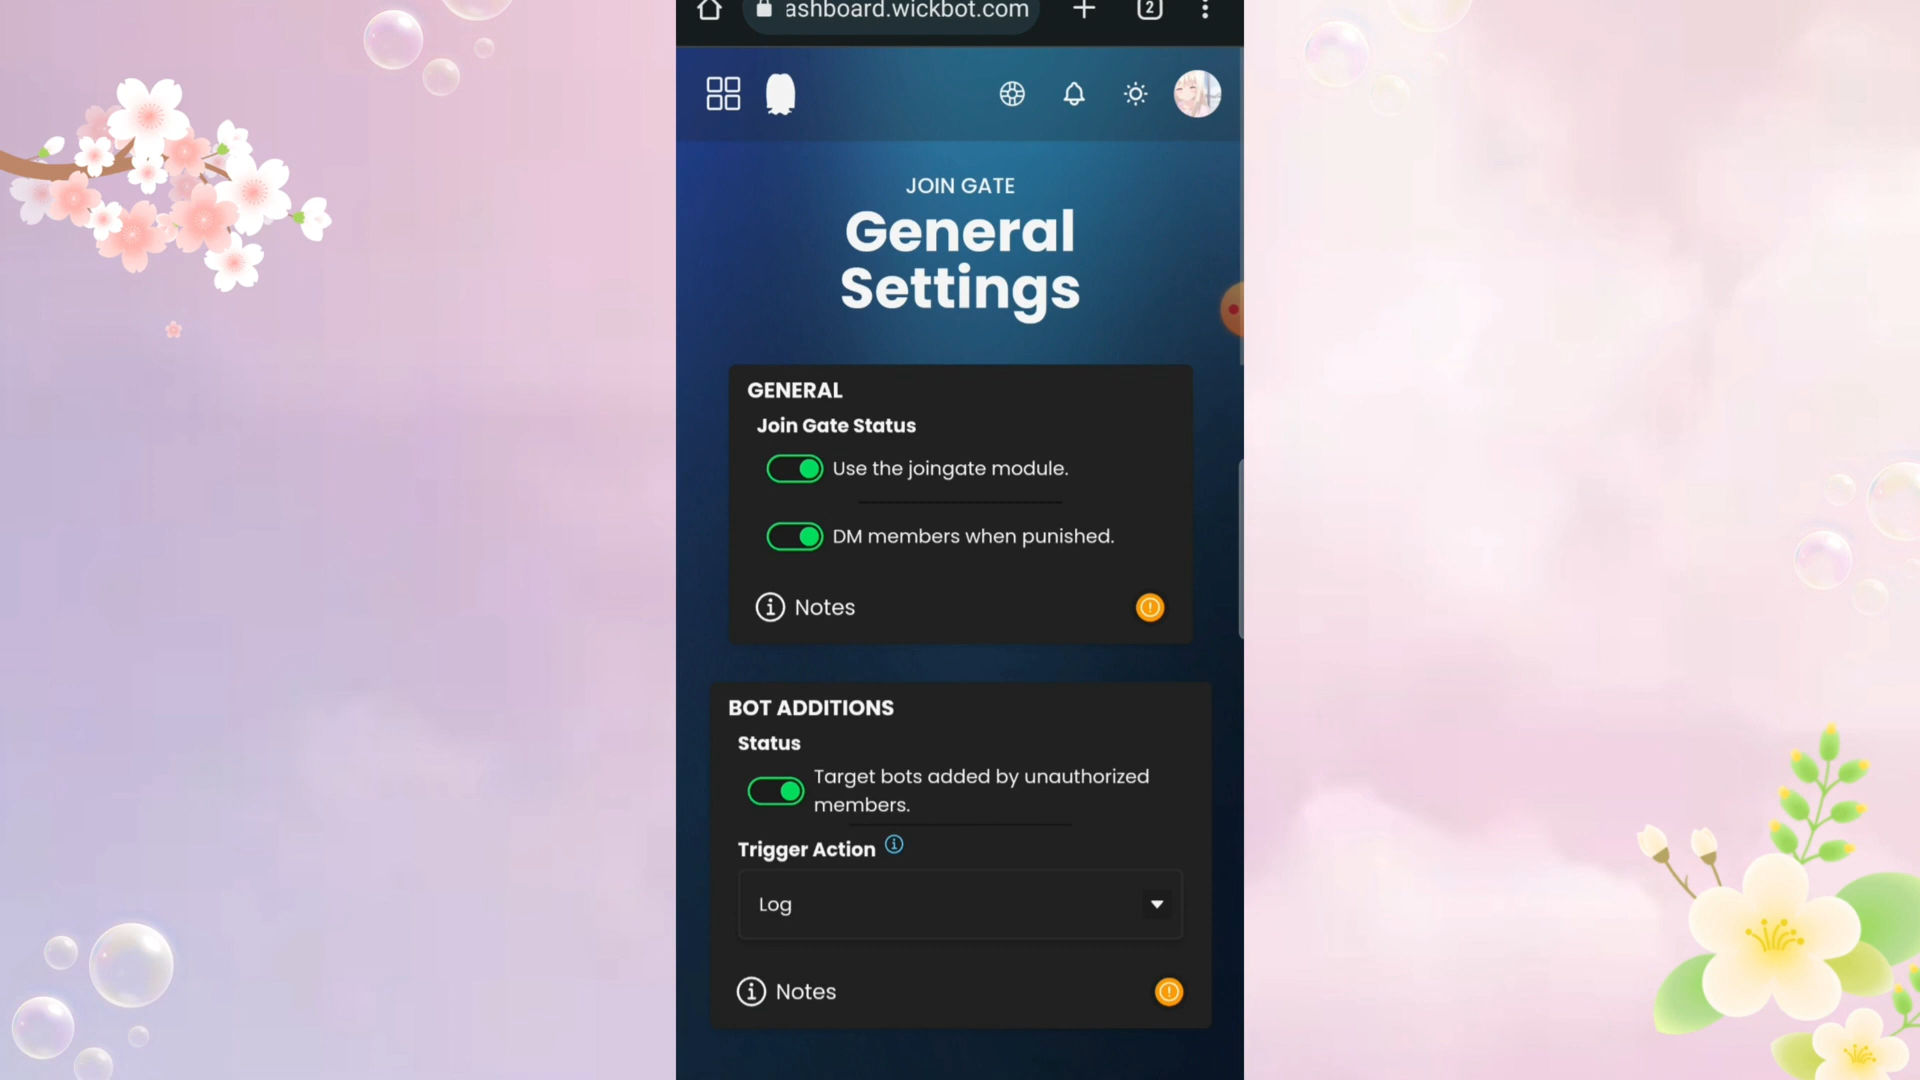 ashboard.wickbot.com
2
JOIN GATE
General
Settings
GENERAL
Join Gate Status
Use the joingate module.
DM members when punished.
Notes
BOT ADDITIONS
Status
Target bots added by unauthorized
members.
Trigger Action
Log
Notes